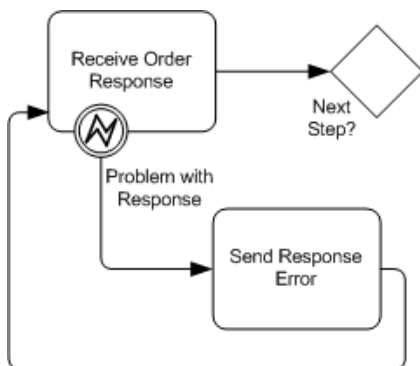 Receive Order
Response
Next
Step?
Problem with
Response
Send Response
Error